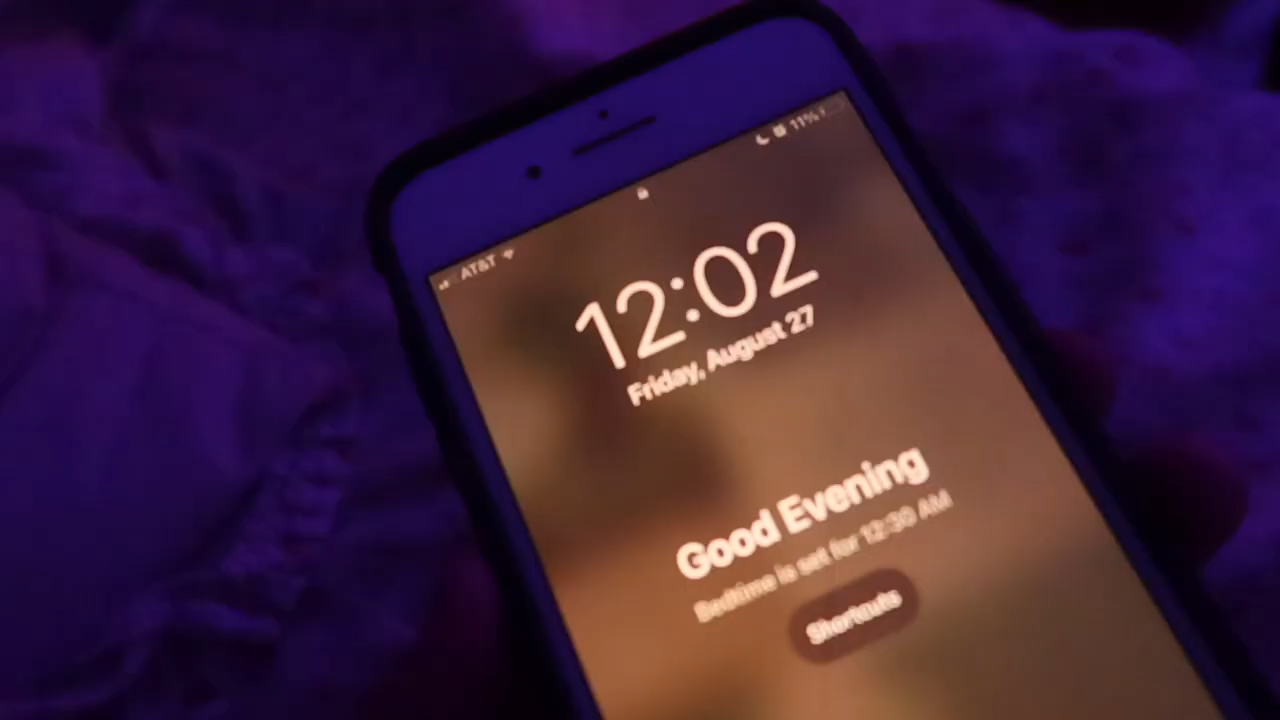 AT&T
11%
12:02
Friday, August 27
Good Evening
Bedtime is set for 12:30 AM
Shortcuts